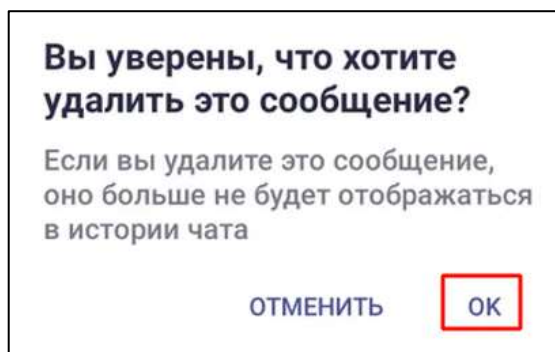 Вы уверены, что хотите
удалить это сообщение?
Если вы удалите это сообщение,
оно больше не будет отображаться
в истории чата
ОТМЕНИТЬ ОК